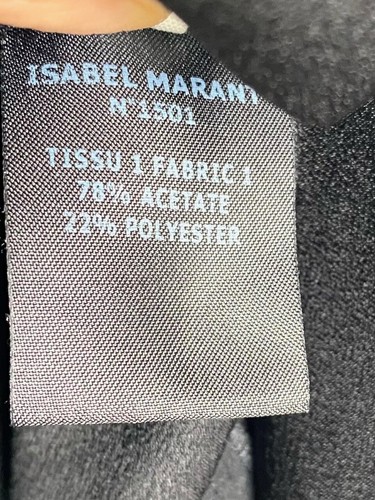 ISABEL MARANT
N°1501
TISSU 1 FABRIC 1
78% ACETATE
22% POLYESTER